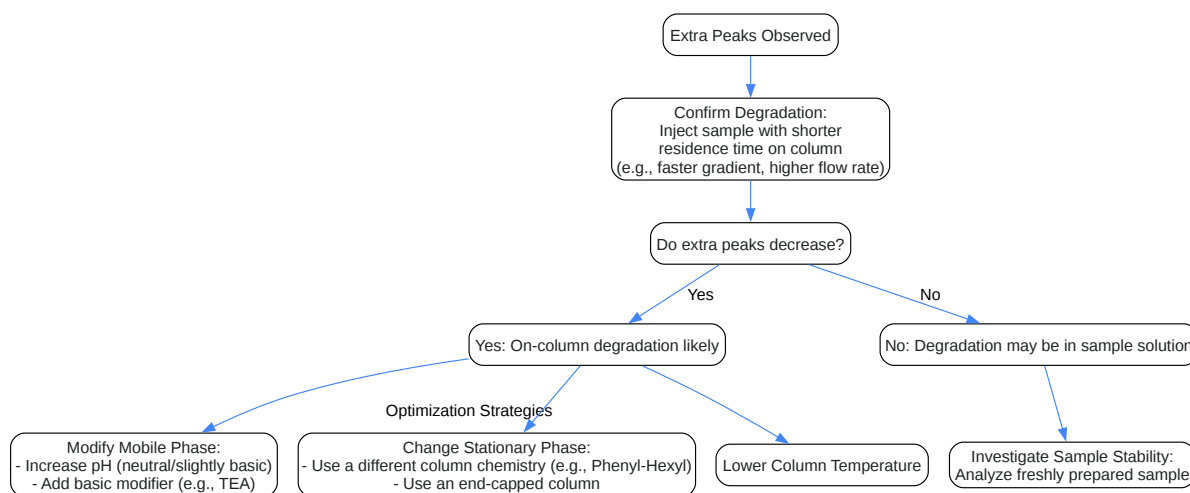 Extra Peaks Observed
Confirm Degradation:
Inject sample with shorter
residence time on column
(e.g., faster gradient, higher flow rate)
Do extra peaks decrease?
Yes
No
Yes: On-column degradation likely
No: Degradation may be in sample solution
Optimization Strategies
Modify Mobile Phase:
- Increase pH (neutral/slightly basic)
- Add basic modifier (e.g., TEA)
Change Stationary Phase:
- Use a different column chemistry (e.g., Phenyl-Hexyl)
- Use an end-capped column
Lower Column Temperature
Investigate Sample Stability:
Analyze freshly prepared sample